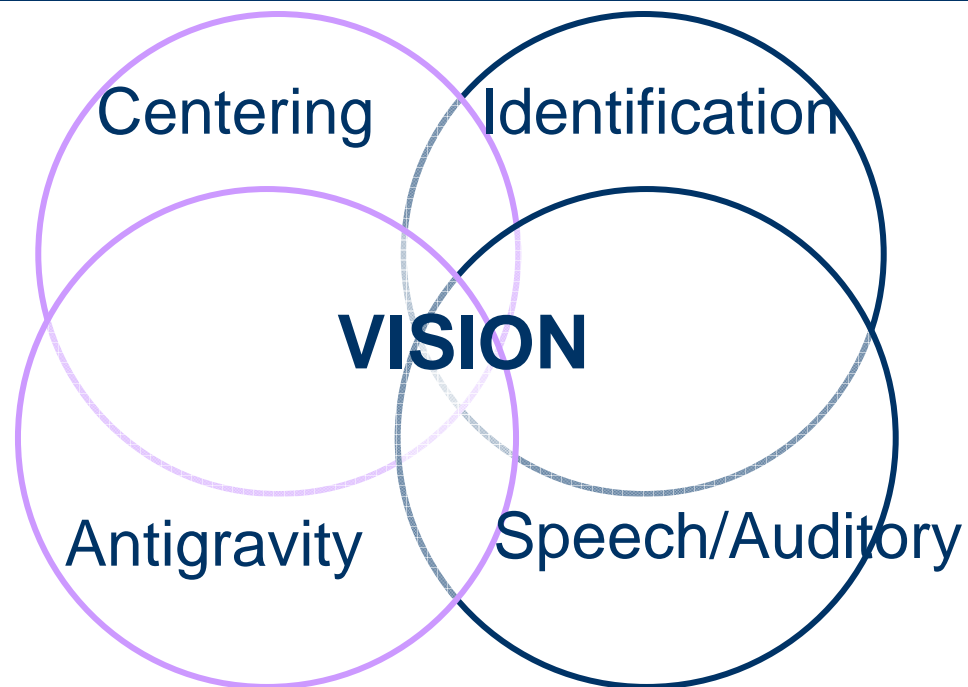 Centering
Identification
VISION
Antigravity
Speech/Auditory